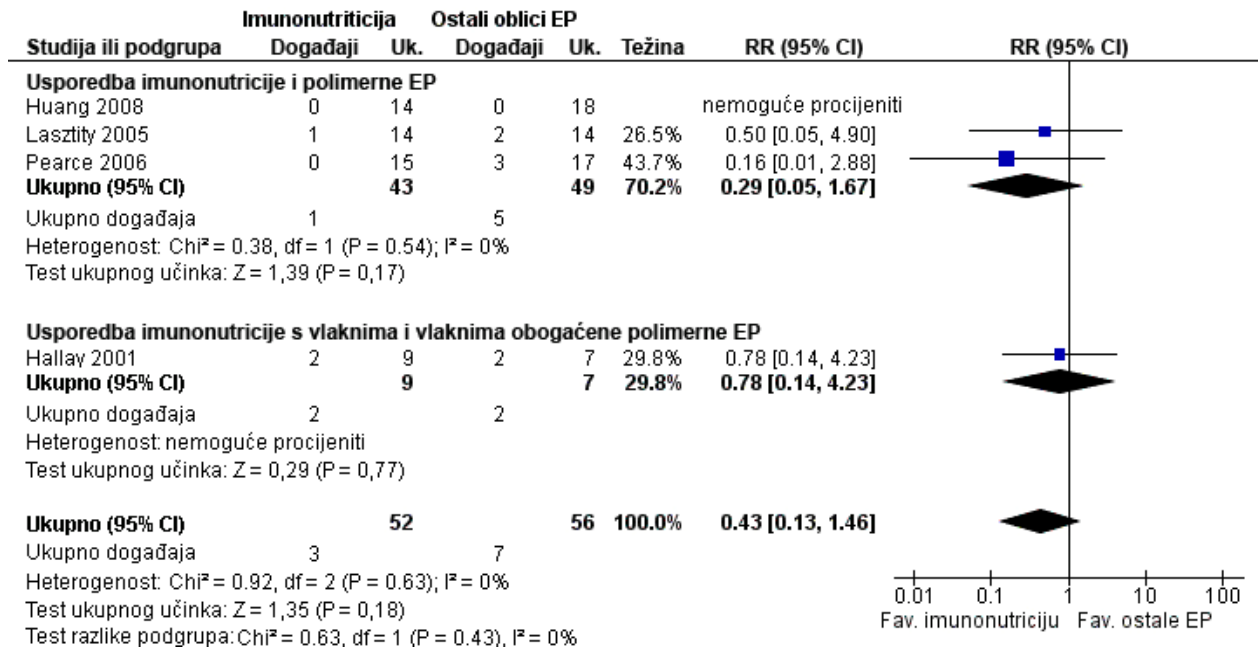 Imunonutriticija Ostali oblici EP
Studija ili podgrupa Događaji Uk. Događaji Uk. Težina RR (95% CI) RR (95% CI)
Usporedba imunonutricije i polimerne EP
Huang 2008 0 14 0 18 nemoguće procijeniti
Lasztity 2005 1 14 2 14 26.5% 0.50 [0.05, 4.90]
Pearce 2006 0 15 3 17 43.7% 0.16 [0.01, 2.88]
Ukupno (95% CI) 43 49 70.2% 0.29 [0.05, 1.67]
Ukupno događaja 1 5
Heterogenost: Chi² = 0.38, df = 1 (P = 0.54); I² = 0%
Test ukupnog učinka: Z = 1,39 (P = 0,17)
Usporedba imunonutricije s vlaknima i vlaknima obogaćene polimerne EP
Hallay 2001 2 9 2 7 29.8% 0.78 [0.14, 4.23]
Ukupno (95% CI) 9 7 29.8% 0.78 [0.14, 4.23]
Ukupno događaja 2 2
Heterogenost: nemoguće procijeniti
Test ukupnog učinka: Z = 0,29 (P = 0,77)
Ukupno (95% CI) 52 56 100.0% 0.43 [0.13, 1.46]
Ukupno događaja 3 7
Heterogenost: Chi² = 0.92, df = 2 (P = 0.63); I² = 0%
Test ukupnog učinka: Z = 1,35 (P = 0,18)
Test razlike podgrupa: Chi² = 0.63, df = 1 (P = 0.43), I² = 0%
0.01 0.1 1 10 100
Fav. imunonutriciju Fav. ostale EP